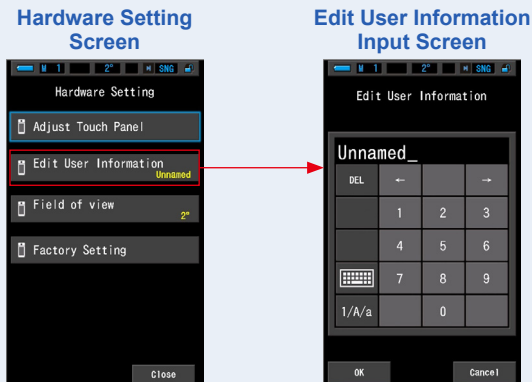 Hardware Setting
Screen
M 1 2° SNG
Hardware Setting
Adjust Touch Panel
Edit User Information
Unnamed
Field of view
2°
Factory Setting
Close
Edit User Information
Input Screen
M 1 2° SNG
Edit User Information
Unnamed_
DEL ← →
1 2 3
4 5 6
7 8 9
1/A/a 0
OK Cancel